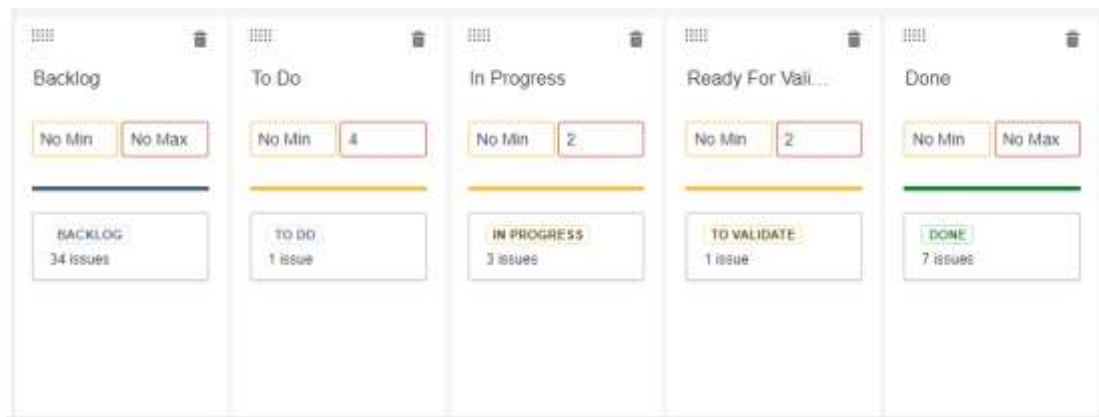 Backlog
No Min
No Max
BACKLOG
34 issues
To Do
No Min
4
TO DO
1 issue
In Progress
No Min
2
IN PROGRESS
3 issues
Ready For Vali...
No Min
2
TO VALIDATE
1 issue
Done
No Min
No Max
DONE
7 issues